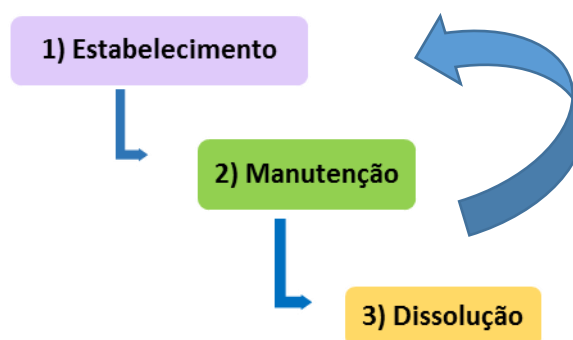 1) Estabelecimento
2) Manutenção
3) Dissolução